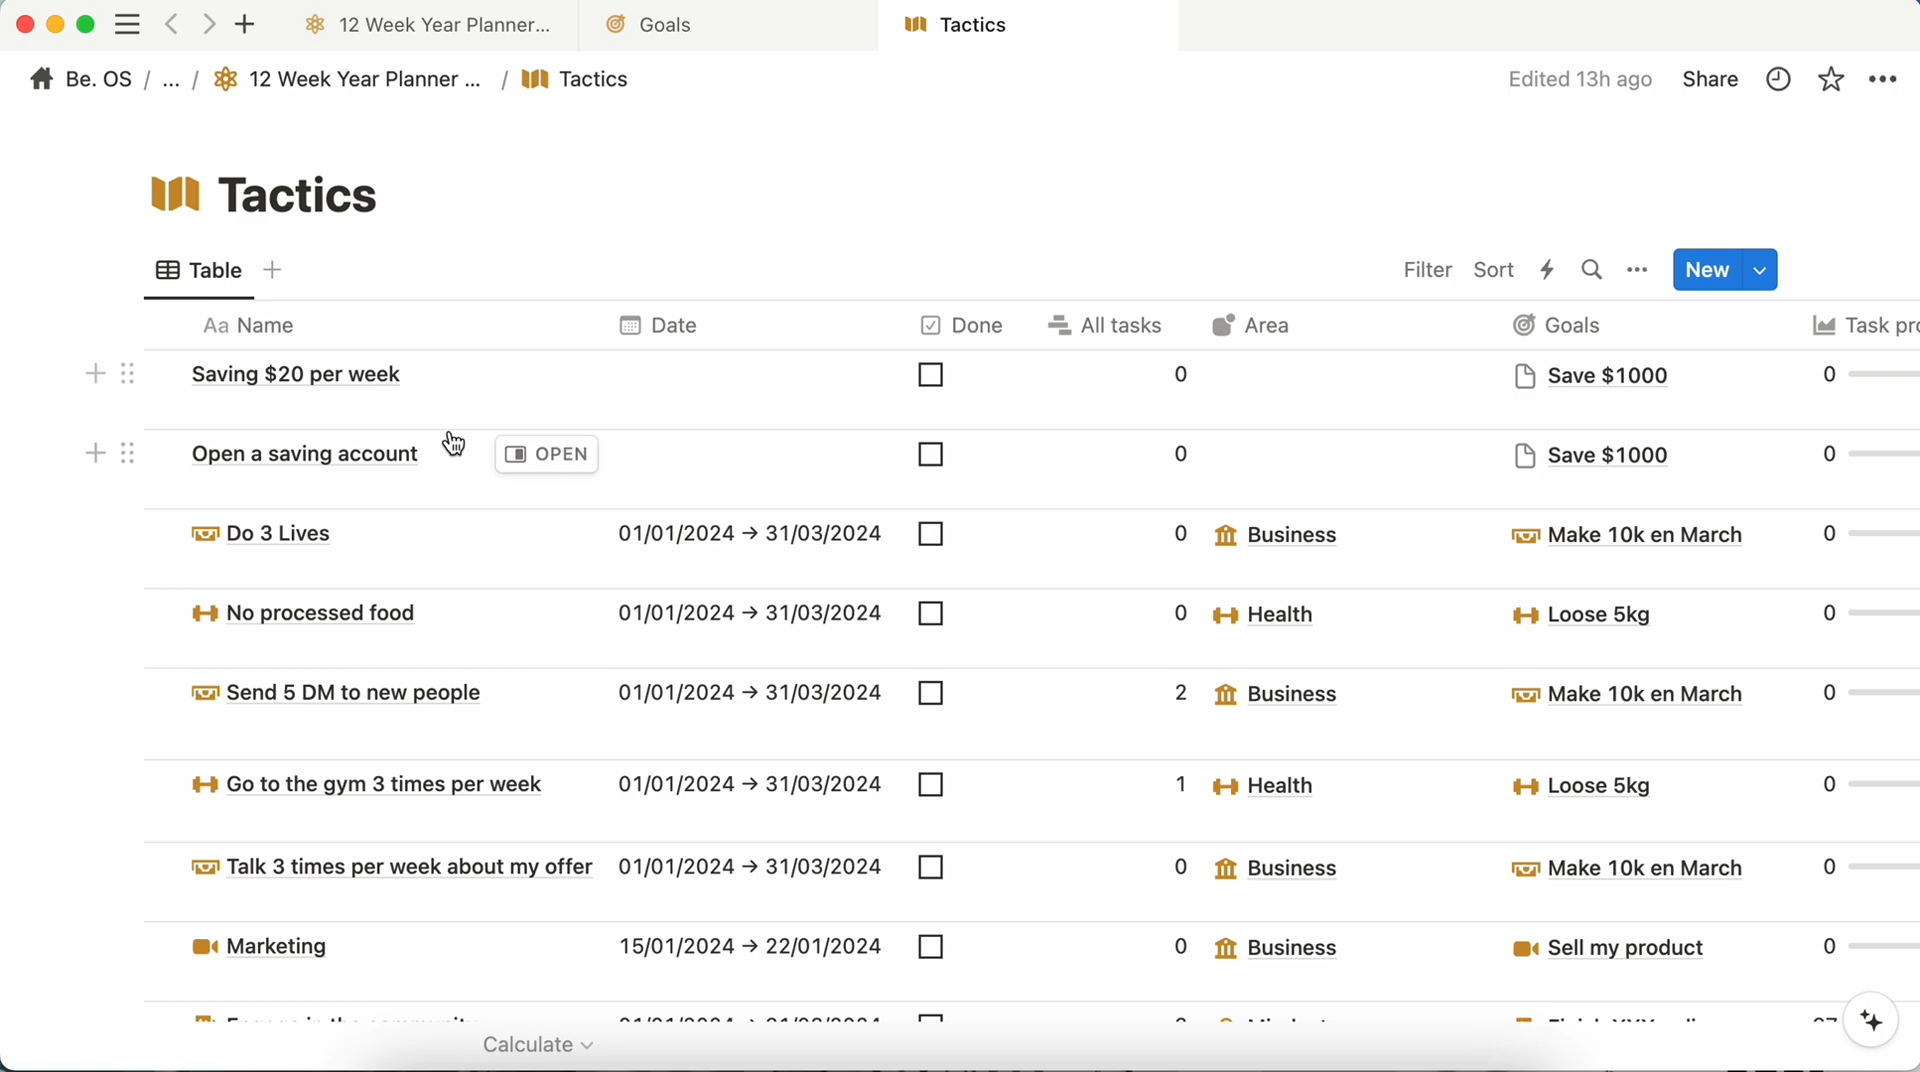 12 Week Year Planner... Goals Tactics
Be. OS / ... / 12 Week Year Planner ... / Tactics Edited 13h ago Share
Tactics
Table Filter Sort New
Aa Name Date Done All tasks Area Goals Task pro
Saving $20 per week 0 Save $1000 0
Open a saving account OPEN 0 Save $1000 0
Do 3 Lives 01/01/2024 → 31/03/2024 0 Business Make 10k en March 0
No processed food 01/01/2024 → 31/03/2024 0 Health Loose 5kg 0
Send 5 DM to new people 01/01/2024 → 31/03/2024 2 Business Make 10k en March 0
Go to the gym 3 times per week 01/01/2024 → 31/03/2024 1 Health Loose 5kg 0
Talk 3 times per week about my offer 01/01/2024 → 31/03/2024 0 Business Make 10k en March 0
Marketing 15/01/2024 → 22/01/2024 0 Business Sell my product 0
Calculate